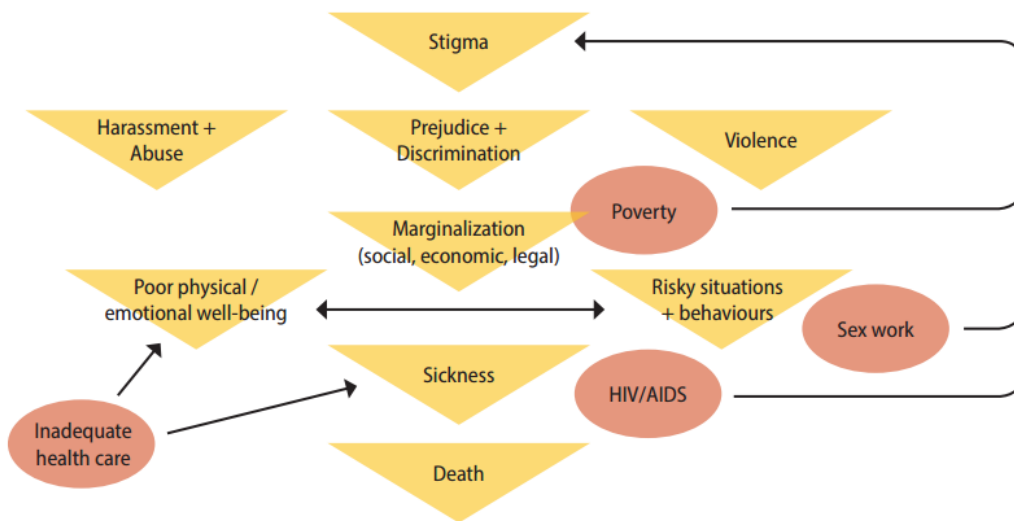 Stigma
Harassment +
Abuse
Prejudice +
Discrimination
Violence
Poverty
Marginalization
(social, economic, legal)
Poor physical /
emotional well-being
Risky situations
+ behaviours
Sex work
Sickness
HIV/AIDS
Inadequate
health care
Death